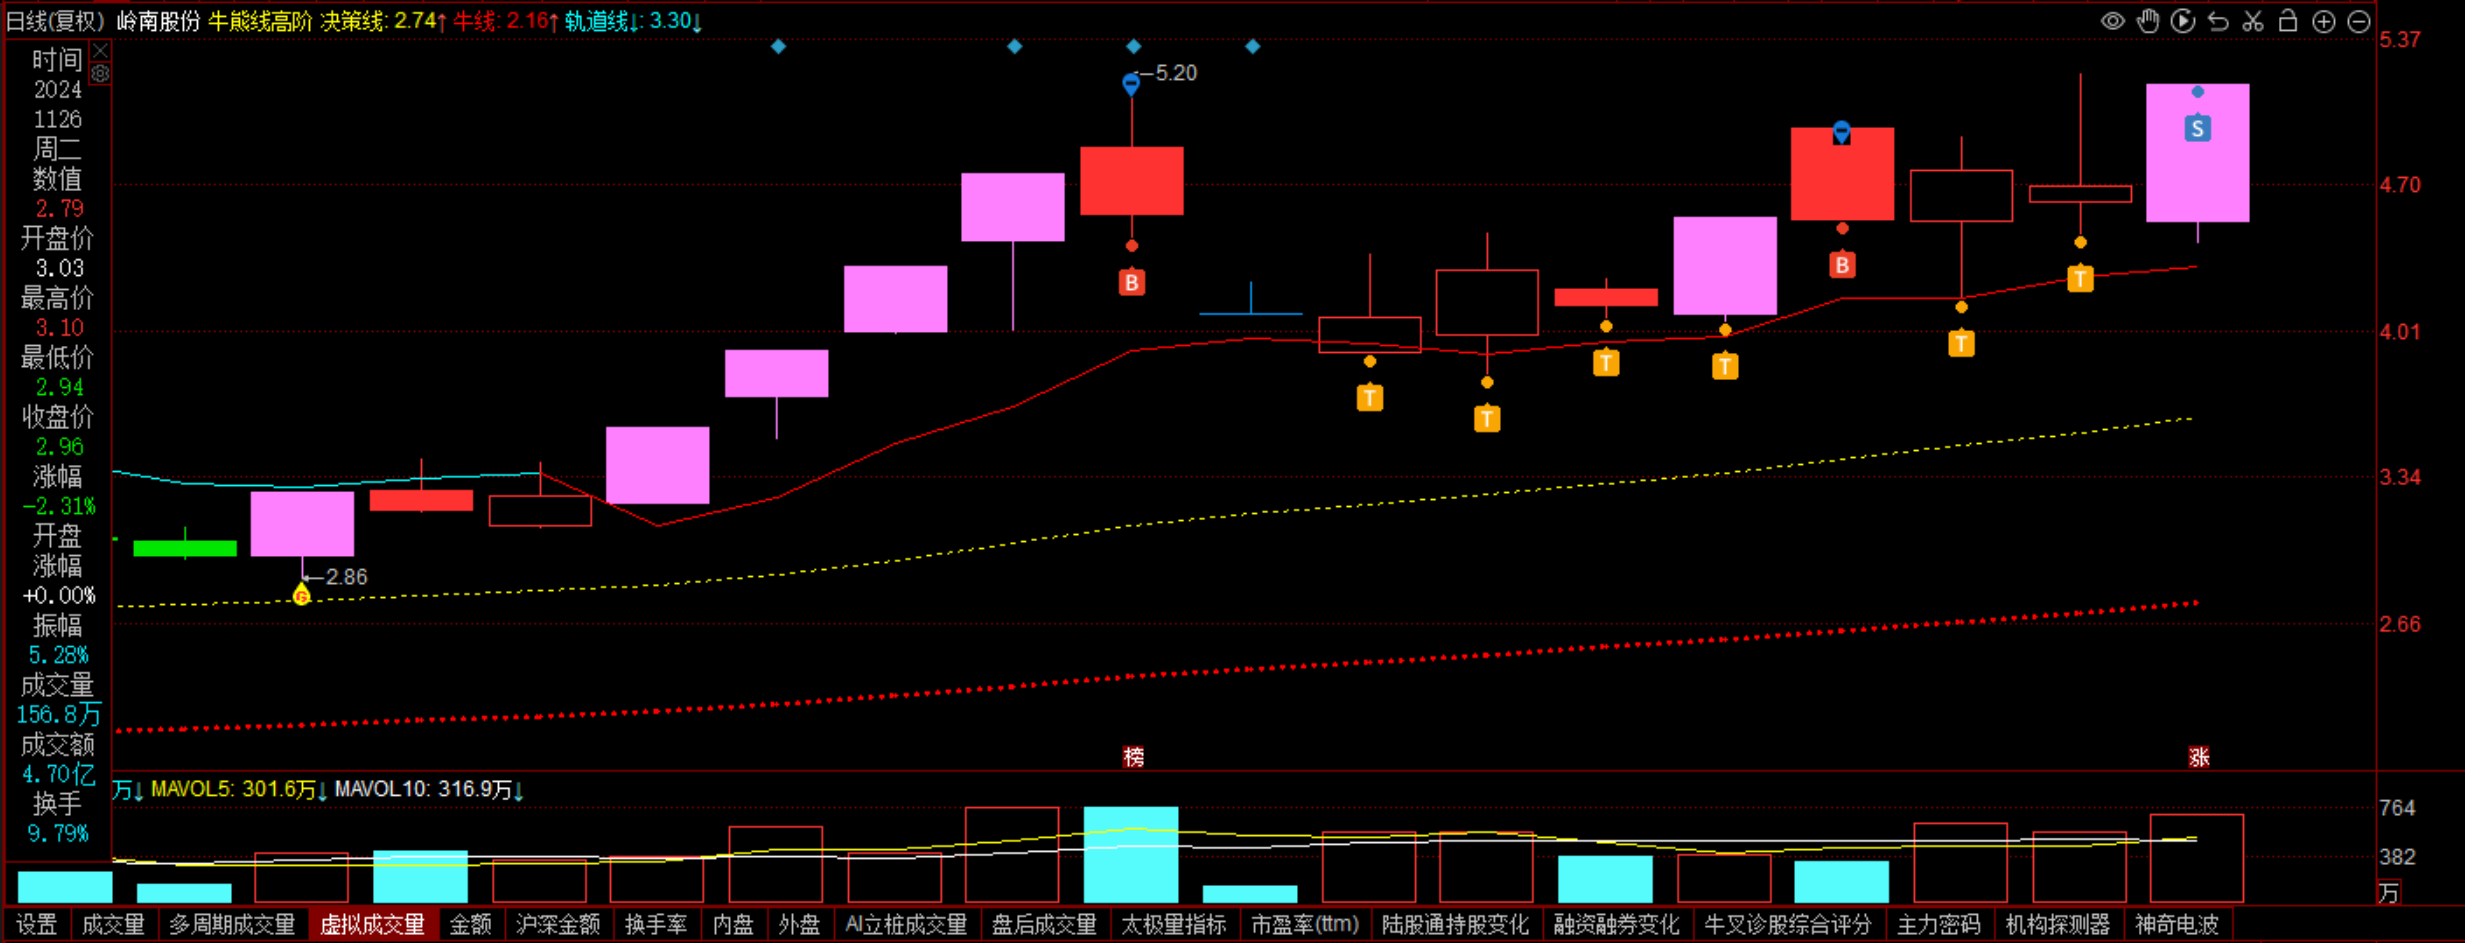 日线(复权) 岭南股份 牛熊线高阶 决策线: 2.74↑ 牛线: 2.16↑ 轨道线↓: 3.30↓
5.37
4.70
4.01
3.34
2.66
时间
2024
1126
周二
数值
2.79
开盘价
3.03
最高价
3.10
最低价
2.94
收盘价
2.96
涨幅
-2.31%
开盘
涨幅
+0.00%
振幅
5.28%
成交量
156.8万
成交额
4.70亿
换手
9.79%
←5.20
S
B
B
T
T
T
T
T
T
←2.86
G
榜
涨
万↓ MAVOL5: 301.6万↓ MAVOL10: 316.9万↓
764
382
万
设置 成交量 多周期成交量 虚拟成交量 金额 沪深金额 换手率 内盘 外盘 AI立桩成交量 盘后成交量 太极量指标 市盈率(ttm) 陆股通持股变化 融资融券变化 牛叉诊股综合评分 主力密码 机构探测器 神奇电波